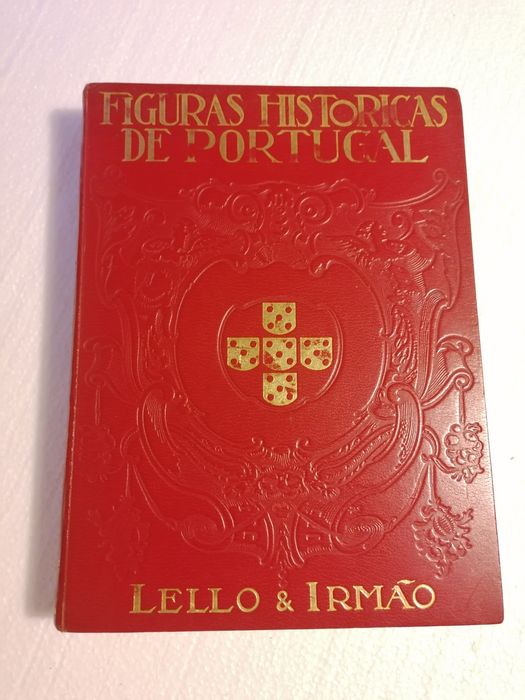 FIGURAS HISTORICAS
DE PORTUGAL
LELLO & IRMÃO